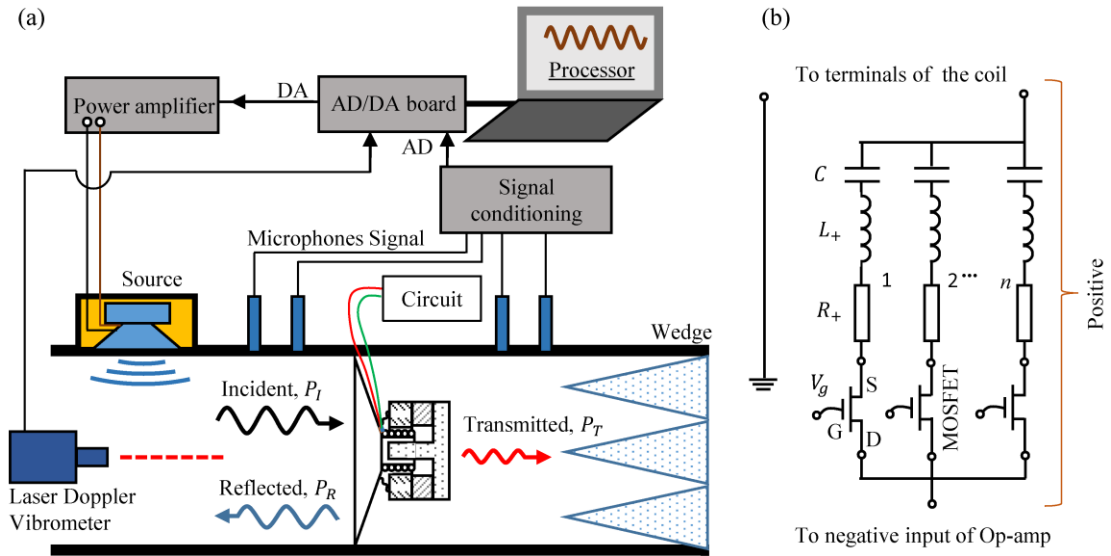 (a)
Processor
Power amplifier
DA
AD/DA board
AD
Signal
conditioning
Microphones Signal
Source
Circuit
Wedge
Incident, P_I
Transmitted, P_T
Reflected, P_R
Laser Doppler
Vibrometer
(b)
To terminals of the coil
C
L₊
1
2
...
n
R₊
V_g
S
G
D
MOSFET
Positive
To negative input of Op-amp